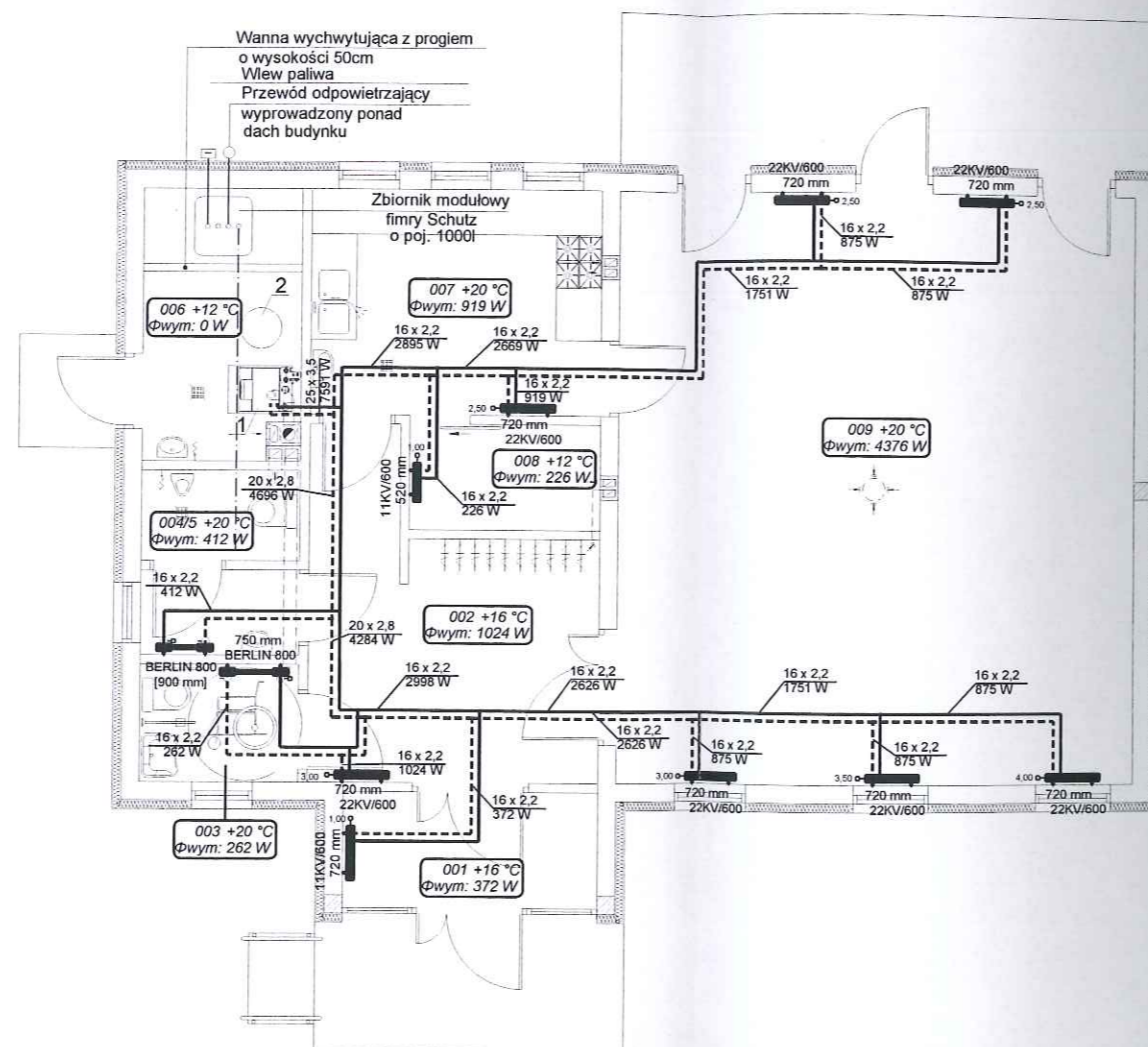 Wanna wychwytująca z progiem
o wysokości 50cm
Wlew paliwa
Przewód odpowietrzający
wyprowadzony ponad
dach budynku
22KV/600
720 mm
2,50
22KV/600
720 mm
2,50
Zbiornik modułowy
fimry Schutz
o poj. 1000l
16 x 2,2
875 W
16 x 2,2
1751 W
16 x 2,2
875 W
006 +12 °C
Φwym: 0 W
2
007 +20 °C
Φwym: 919 W
16 x 2,2
2895 W
16 x 2,2
2669 W
25 x 3,5
7591 W
16 x 2,2
919 W
2,50
720 mm
22KV/600
1
1,00
11KV/600
520 mm
008 +12 °C
Φwym: 226 W
16 x 2,2
226 W
009 +20 °C
Φwym: 4376 W
20 x 2,8
4696 W
004/5 +20 °C
Φwym: 412 W
16 x 2,2
412 W
002 +16 °C
Φwym: 1024 W
20 x 2,8
4284 W
750 mm
BERLIN 800
BERLIN 800
[900 mm]
16 x 2,2
2998 W
16 x 2,2
2626 W
16 x 2,2
1751 W
16 x 2,2
875 W
16 x 2,2
262 W
16 x 2,2
2626 W
16 x 2,2
875 W
16 x 2,2
875 W
16 x 2,2
1024 W
3,00
720 mm
22KV/600
3,00
720 mm
22KV/600
3,50
720 mm
22KV/600
4,00
720 mm
22KV/600
16 x 2,2
372 W
003 +20 °C
Φwym: 262 W
1,00
11KV/600
720 mm
001 +16 °C
Φwym: 372 W